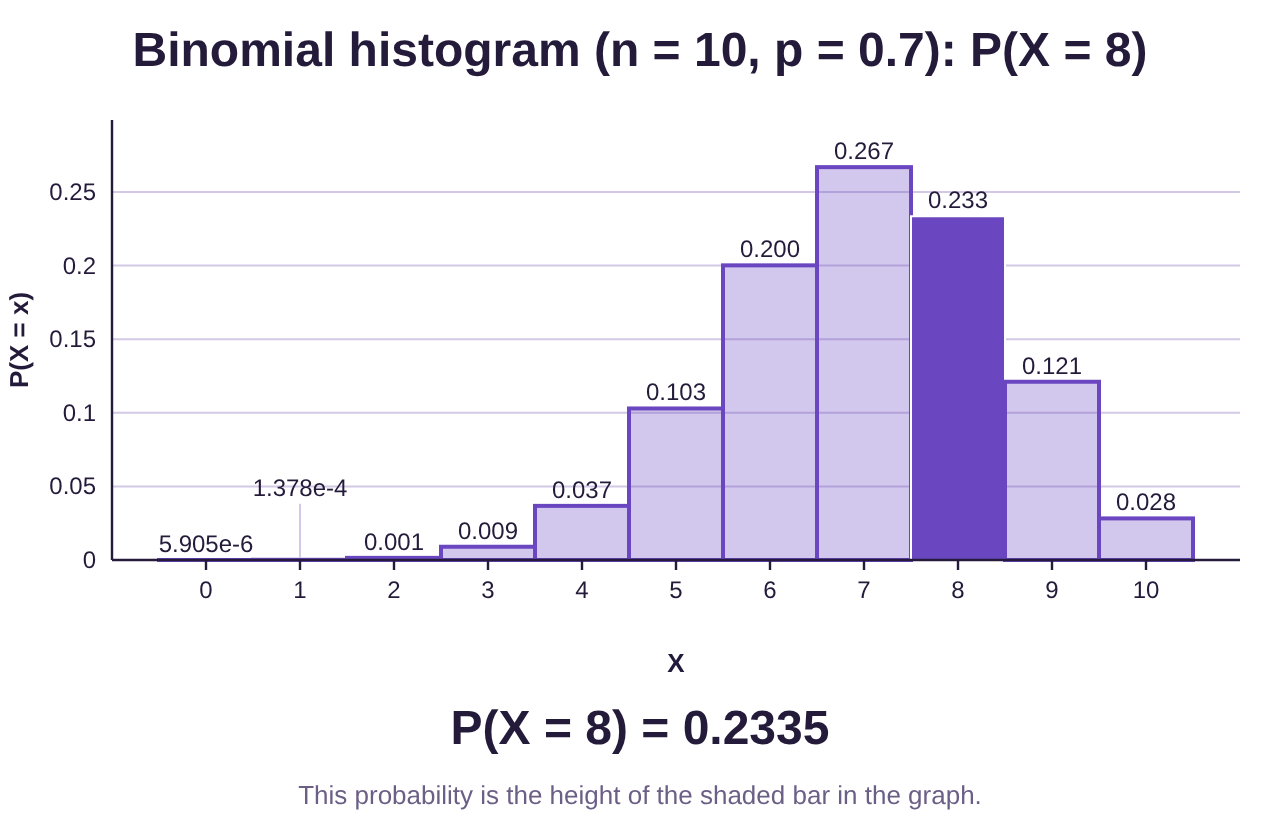 Binomial histogram (n = 10, p = 0.7): P(X = 8)
P(X = x)
0.25
0.2
0.15
0.1
0.05
0
5.905e-6
1.378e-4
0.001
0.009
0.037
0.103
0.200
0.267
0.233
0.121
0.028
0 1 2 3 4 5 6 7 8 9 10
X
P(X = 8) = 0.2335
This probability is the height of the shaded bar in the graph.